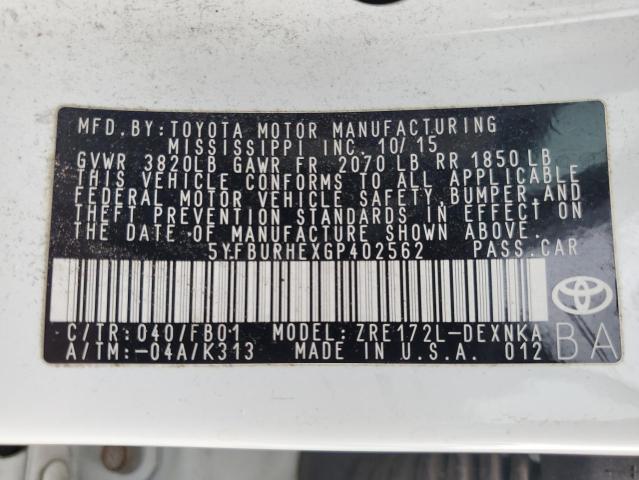 MFD. BY: TOYOTA MOTOR MANUFACTURING
MISSISSIPPI INC. 10/15
GVWR 3820LB GAWR FR 2070 LB RR 1850 LB
THIS VEHICLE CONFORMS TO ALL APPLICABLE
FEDERAL MOTOR VEHICLE SAFETY, BUMPER, AND
THEFT PREVENTION STANDARDS IN EFFECT ON
THE DATE OF MANUFACTURE SHOWN ABOVE.
5YFBURHEXGP402562 PASS. CAR
C/TR: 040/FB01 MODEL: ZRE172L-DEXNKA
A/TM: -04A/K313 MADE IN U.S.A. 012
BA